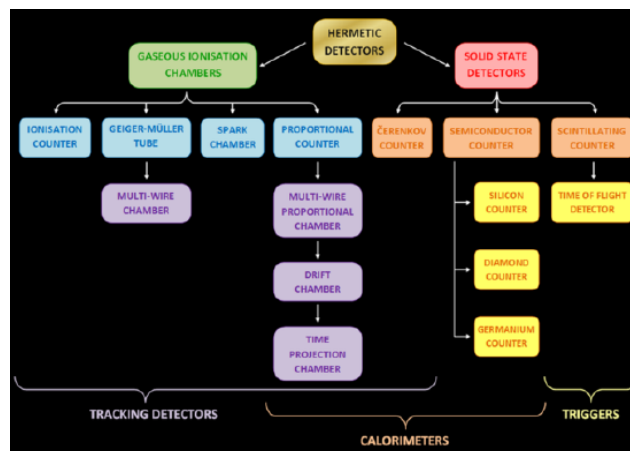 HERMETIC
DETECTORS
GASEOUS IONISATION
CHAMBERS
SOLID STATE
DETECTORS
IONISATION
COUNTER
GEIGER-MÜLLER
TUBE
SPARK
CHAMBER
PROPORTIONAL
COUNTER
ČERENKOV
COUNTER
SEMICONDUCTOR
COUNTER
SCINTILLATING
COUNTER
MULTI-WIRE
CHAMBER
MULTI-WIRE
PROPORTIONAL
CHAMBER
SILICON
COUNTER
TIME OF FLIGHT
DETECTOR
DRIFT
CHAMBER
DIAMOND
COUNTER
TIME
PROJECTION
CHAMBER
GERMANIUM
COUNTER
TRACKING DETECTORS
CALORIMETERS
TRIGGERS